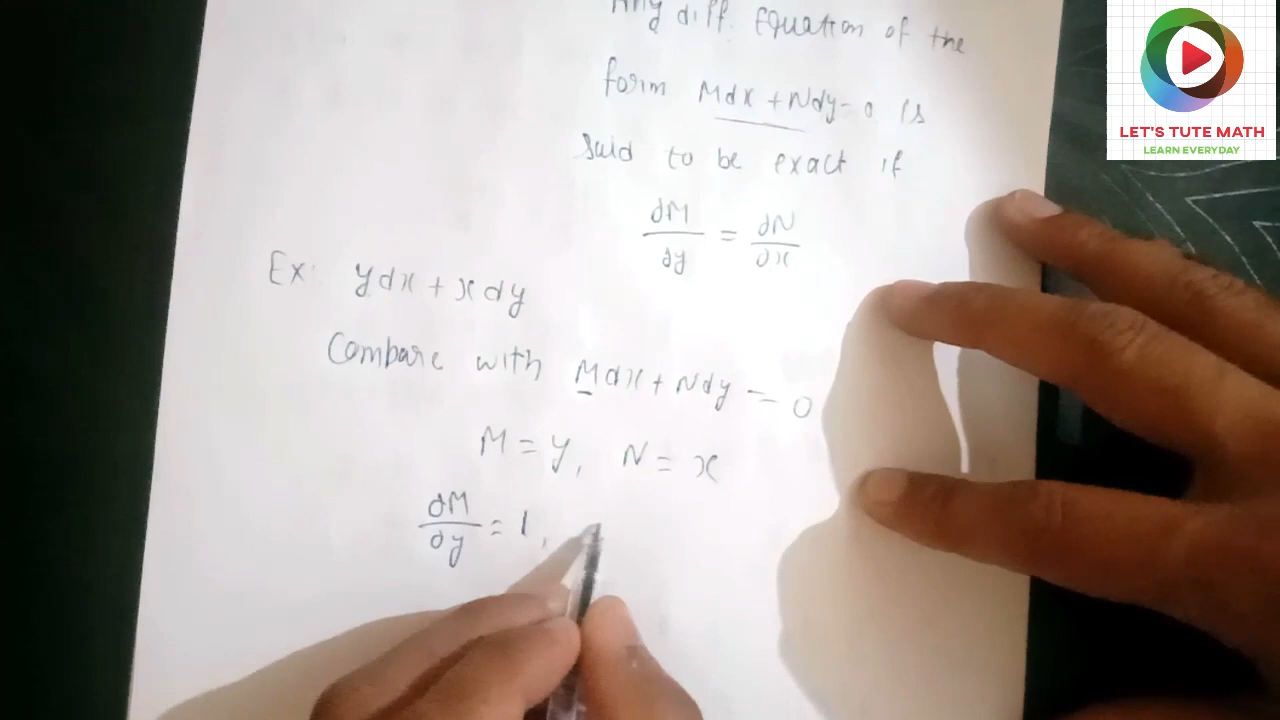 Any diff. Equation of the
form Mdx + Ndy = 0 is
said to be exact if
∂M/∂y = ∂N/∂x
Ex: ydx + xdy
Compare with Mdx + Ndy = 0
M = y, N = x
∂M/∂y = 1,
LET'S TUTE MATH
LEARN EVERYDAY